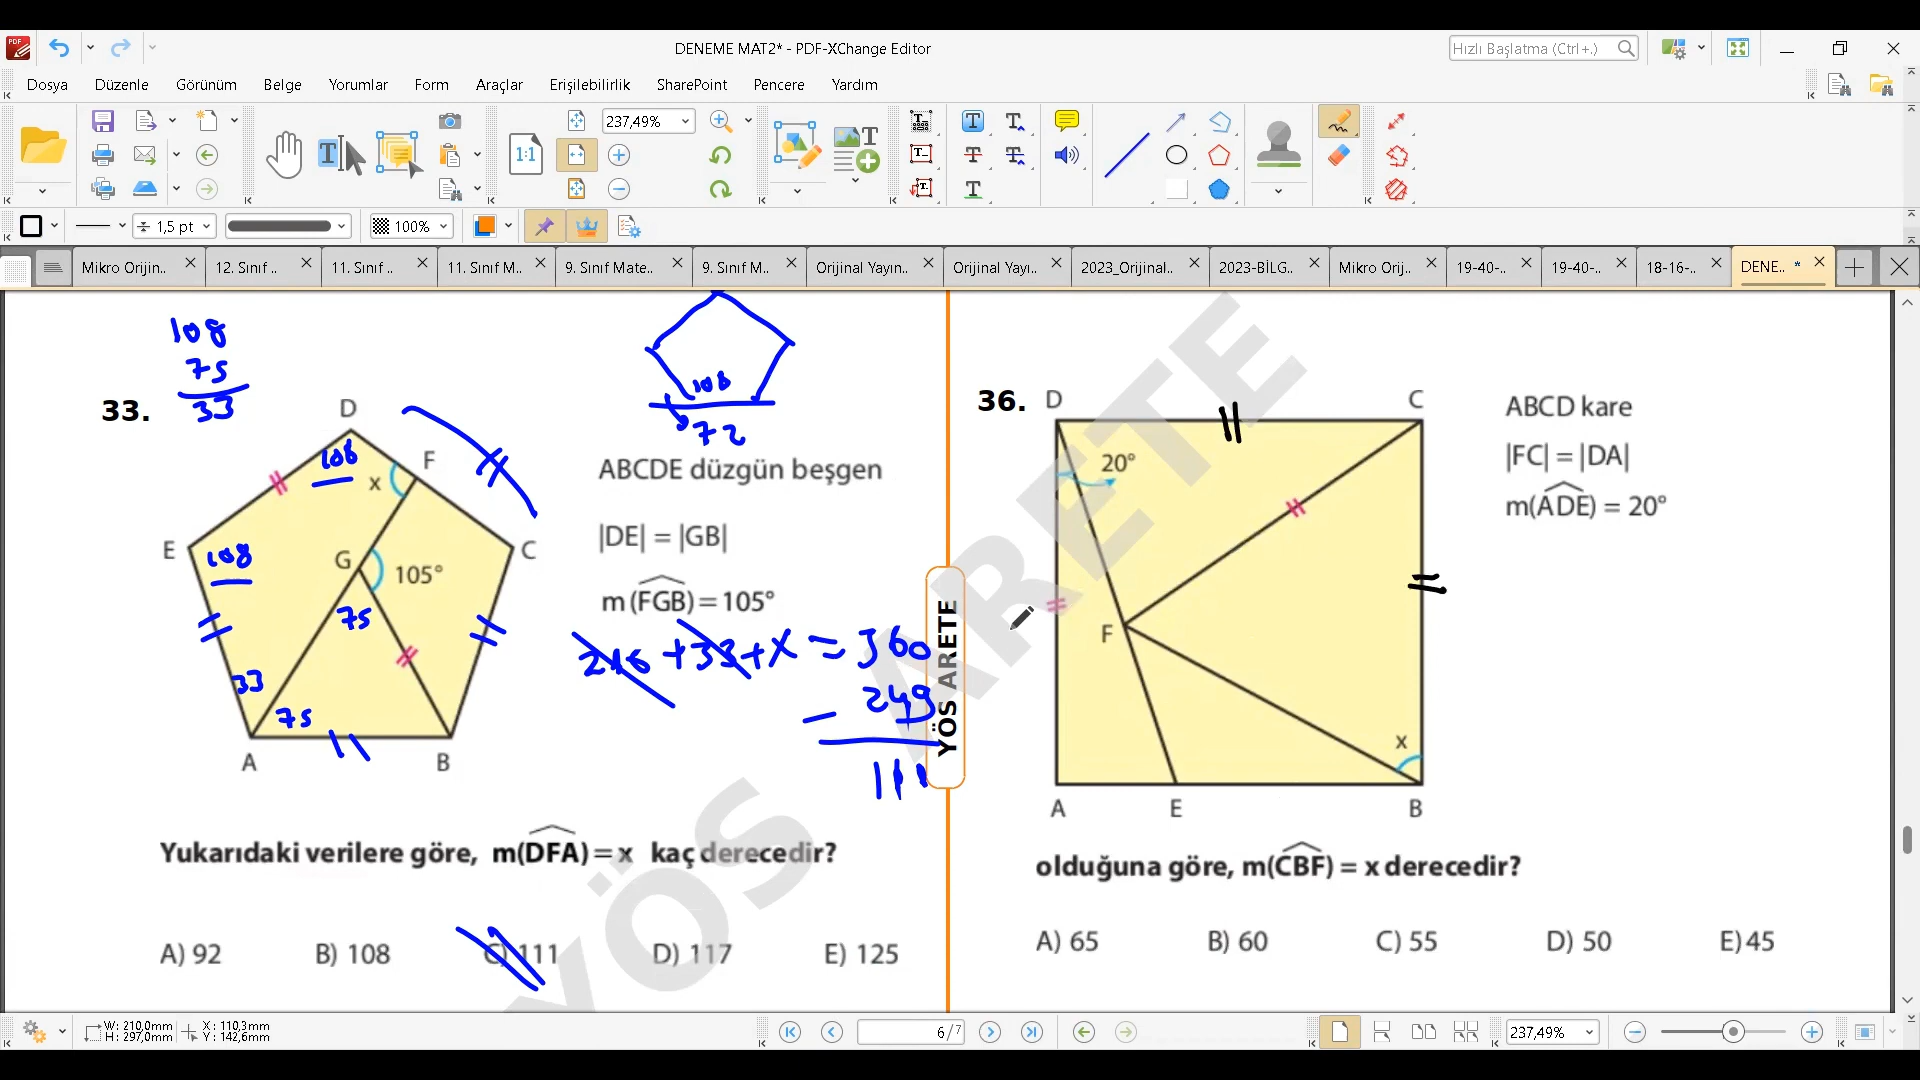 DENEME MAT2* - PDF-XChange Editor
Hızlı Başlatma (Ctrl+.)
Dosya Düzenle Görünüm Belge Yorumlar Form Araçlar Erişilebilirlik SharePoint Pencere Yardım
237,49%
1:1
1,5 pt
100%
Mikro Orijin..
12. Sınıf ..
11. Sınıf ..
11. Sınıf M..
9. Sınıf Mate..
9. Sınıf M..
Orijinal Yayın..
Orijinal Yayı..
2023_Orijinal..
2023-BİLG..
Mikro Orij..
19-40-..
19-40-..
18-16-..
DENE.. *
108
75
33
108
72
33.
D
F
E
C
G
A
B
108
x
108
105°
75
33
75
ABCDE düzgün beşgen
|DE| = |GB|
m(FGB) = 105°
216 + 33 + x = 360
- 249
111
Yukarıdaki verilere göre, m(DFA) = x kaç derecedir?
A) 92 B) 108 C) 111 D) 117 E) 125
YÖS ARETE
YÖS ARETE
36.
D
C
20°
F
x
A
E
B
ABCD kare
|FC| = |DA|
m(ADE) = 20°
olduğuna göre, m(CBF) = x derecedir?
A) 65 B) 60 C) 55 D) 50 E) 45
W: 210,0mm
H: 297,0mm
X: 110,3mm
Y: 142,6mm
6/7
237,49%